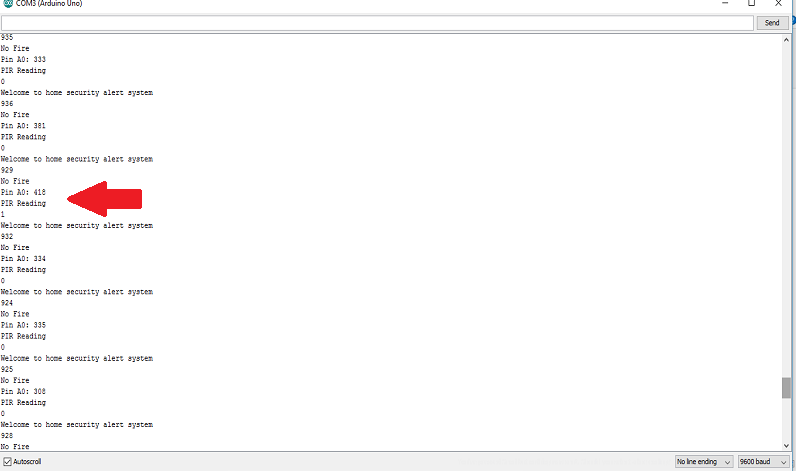 COM3 (Arduino Uno)
Send
935
No Fire
Pin A0: 333
PIR Reading
0
Welcome to home security alert system
936
No Fire
Pin A0: 381
PIR Reading
0
Welcome to home security alert system
929
No Fire
Pin A0: 418
PIR Reading
1
Welcome to home security alert system
932
No Fire
Pin A0: 334
PIR Reading
0
Welcome to home security alert system
924
No Fire
Pin A0: 335
PIR Reading
0
Welcome to home security alert system
925
No Fire
Pin A0: 308
PIR Reading
0
Welcome to home security alert system
928
No Fire
Autoscroll
No line ending
9600 baud